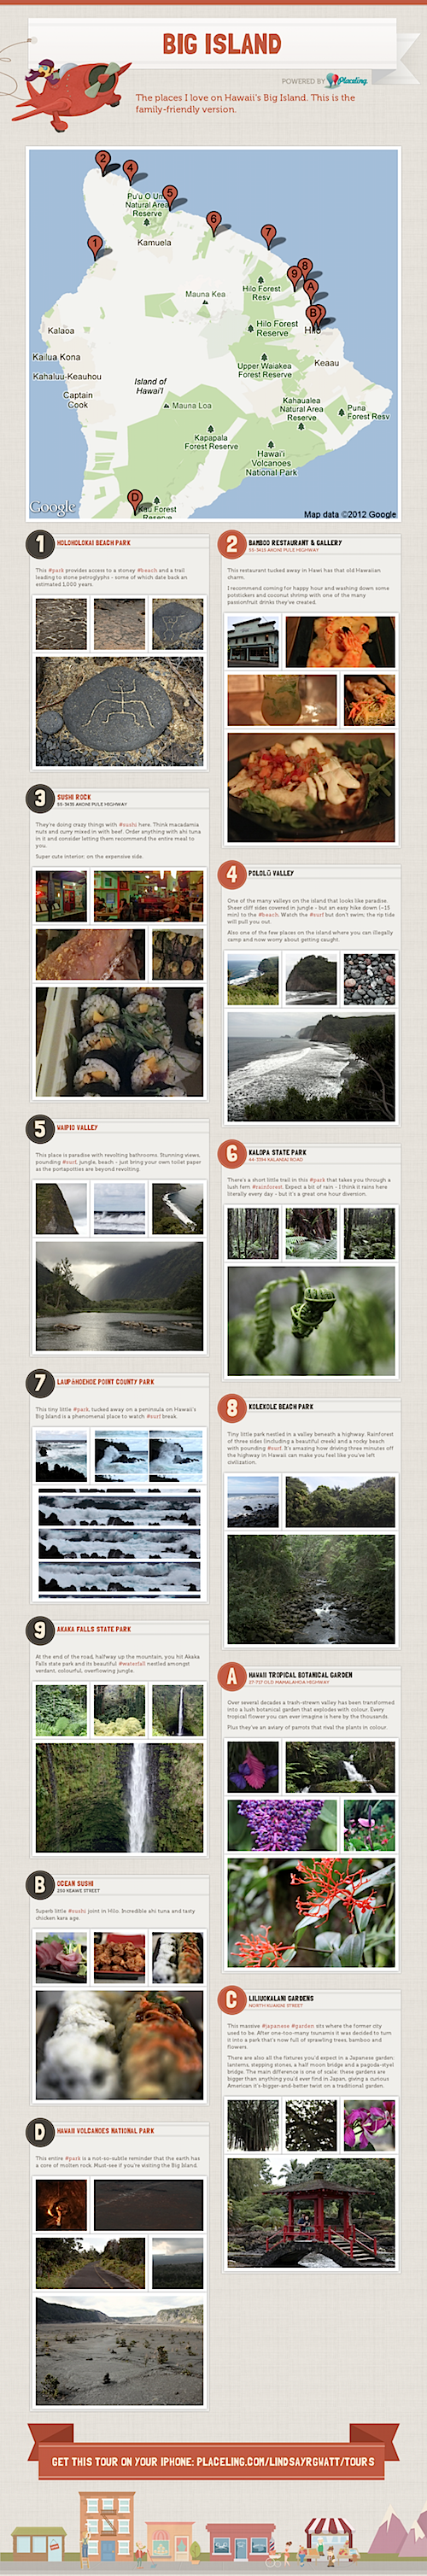 BIG ISLAND
POWERED BY Placeling
The places I love on Hawaii's Big Island. This is the
family-friendly version.
2
4
5
6
7
1
8
9
A
B
D
Pu'u O Um
Natural Area
Reserve
Kamuela
Mauna Kea
Hilo Forest
Resv
Hilo Forest
Reserve
Hilo
Keaau
Kalaoa
Kailua Kona
Kahaluu-Keauhou
Captain
Cook
Island of
Hawai'i
Mauna Loa
Upper Waiakea
Forest Reserve
Kahaualea
Natural Area
Reserve
Puna
Forest Resv
Kapapala
Forest Reserve
Hawai'i
Volcanoes
National Park
Kau Forest
Reserve
Google
Map data ©2012 Google
1
HOLOHOLOKAI BEACH PARK
This #park provides access to a stoney #beach and a trail
leading to stone petroglyphs - some of which date back an
estimated 1,000 years.
2
BAMBOO RESTAURANT & GALLERY
55-3415 AKONI PULE HIGHWAY
This restaurant tucked away in Hawi has that old Hawaiian
charm.
I recommend coming for happy hour and washing down some
potstickers and coconut shrimp with one of the many
passionfruit drinks they've created.
3
SUSHI ROCK
55-3435 AKONI PULE HIGHWAY
They're doing crazy things with #sushi here. Think macadamia
nuts and curry mixed in with beef. Order anything with ahi tuna
in it and consider letting them recommend the entire meal to
you.
Super cute interior; on the expensive side.
4
POLOLŪ VALLEY
One of the many valleys on the island that looks like paradise.
Sheer cliff sides covered in jungle - but an easy hike down (~15
min) to the #beach. Watch the #surf but don't swim; the rip tide
will pull you out.
Also one of the few places on the island where you can illegally
camp and now worry about getting caught.
5
WAIPIO VALLEY
This place is paradise with revolting bathrooms. Stunning views,
pounding #surf, jungle, beach - just bring your own toilet paper
as the portapotties are beyond revolting.
6
KALOPA STATE PARK
44-3394 KALANIAI ROAD
There's a short little trail in this #park that takes you through a
lush fern #rainforest. Expect a bit of rain - I think it rains here
literally every day - but it's a great one hour diversion.
7
LAUPĀHOEHOE POINT COUNTY PARK
This tiny little #park, tucked away on a peninsula on Hawaii's
Big Island is a phenomenal place to watch #surf break.
8
KOLEKOLE BEACH PARK
Tiny little park nestled in a valley beneath a highway. Rainforest
of three sides (including a beautiful creek) and a rocky beach
with pounding #surf. It's amazing how driving three minutes off
the highway in Hawaii can make you feel like you've left
civilization.
9
AKAKA FALLS STATE PARK
At the end of the road, halfway up the mountain, you hit Akaka
Falls state park and its beautiful #waterfall nestled amongst
verdant, colourful, overflowing jungle.
A
HAWAII TROPICAL BOTANICAL GARDEN
27-717 OLD MAMALAHOA HIGHWAY
Over several decades a trash-strewn valley has been transformed
into a lush botanical garden that explodes with colour. Every
tropical flower you can ever imagine is here by the thousands.
Plus they've an aviary of parrots that rival the plants in colour.
B
OCEAN SUSHI
250 KEAWE STREET
Superb little #sushi joint in Hilo. Incredible ahi tuna and tasty
chicken kara age.
C
LILIUOKALANI GARDENS
NORTH KUAKINI STREET
This massive #japanese #garden sits where the former city
used to be. After one-too-many tsunamis it was decided to turn
it into a park that's now full of sprawling trees, bamboo and
flowers.
There are also all the fixtures you'd expect in a Japanese garden:
lanterns, stepping stones, a half moon bridge and a pagoda-style
bridge. The main difference is one of scale: these gardens are
bigger than anything you'd ever find in Japan, giving a curious
American it's-bigger-and-better twist on a traditional garden.
D
HAWAII VOLCANOES NATIONAL PARK
This entire #park is a not-so-subtle reminder that the earth has
a core of molten rock. Must-see if you're visiting the Big Island.
GET THIS TOUR ON YOUR IPHONE: PLACELING.COM/LINDSAYRGWATT/TOURS